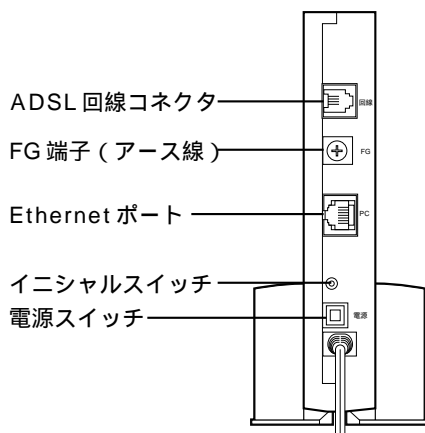 ADSL回線コネクタ
回線
FG端子(アース線)
FG
Ethernetポート
PC
イニシャルスイッチ
電源スイッチ
電源